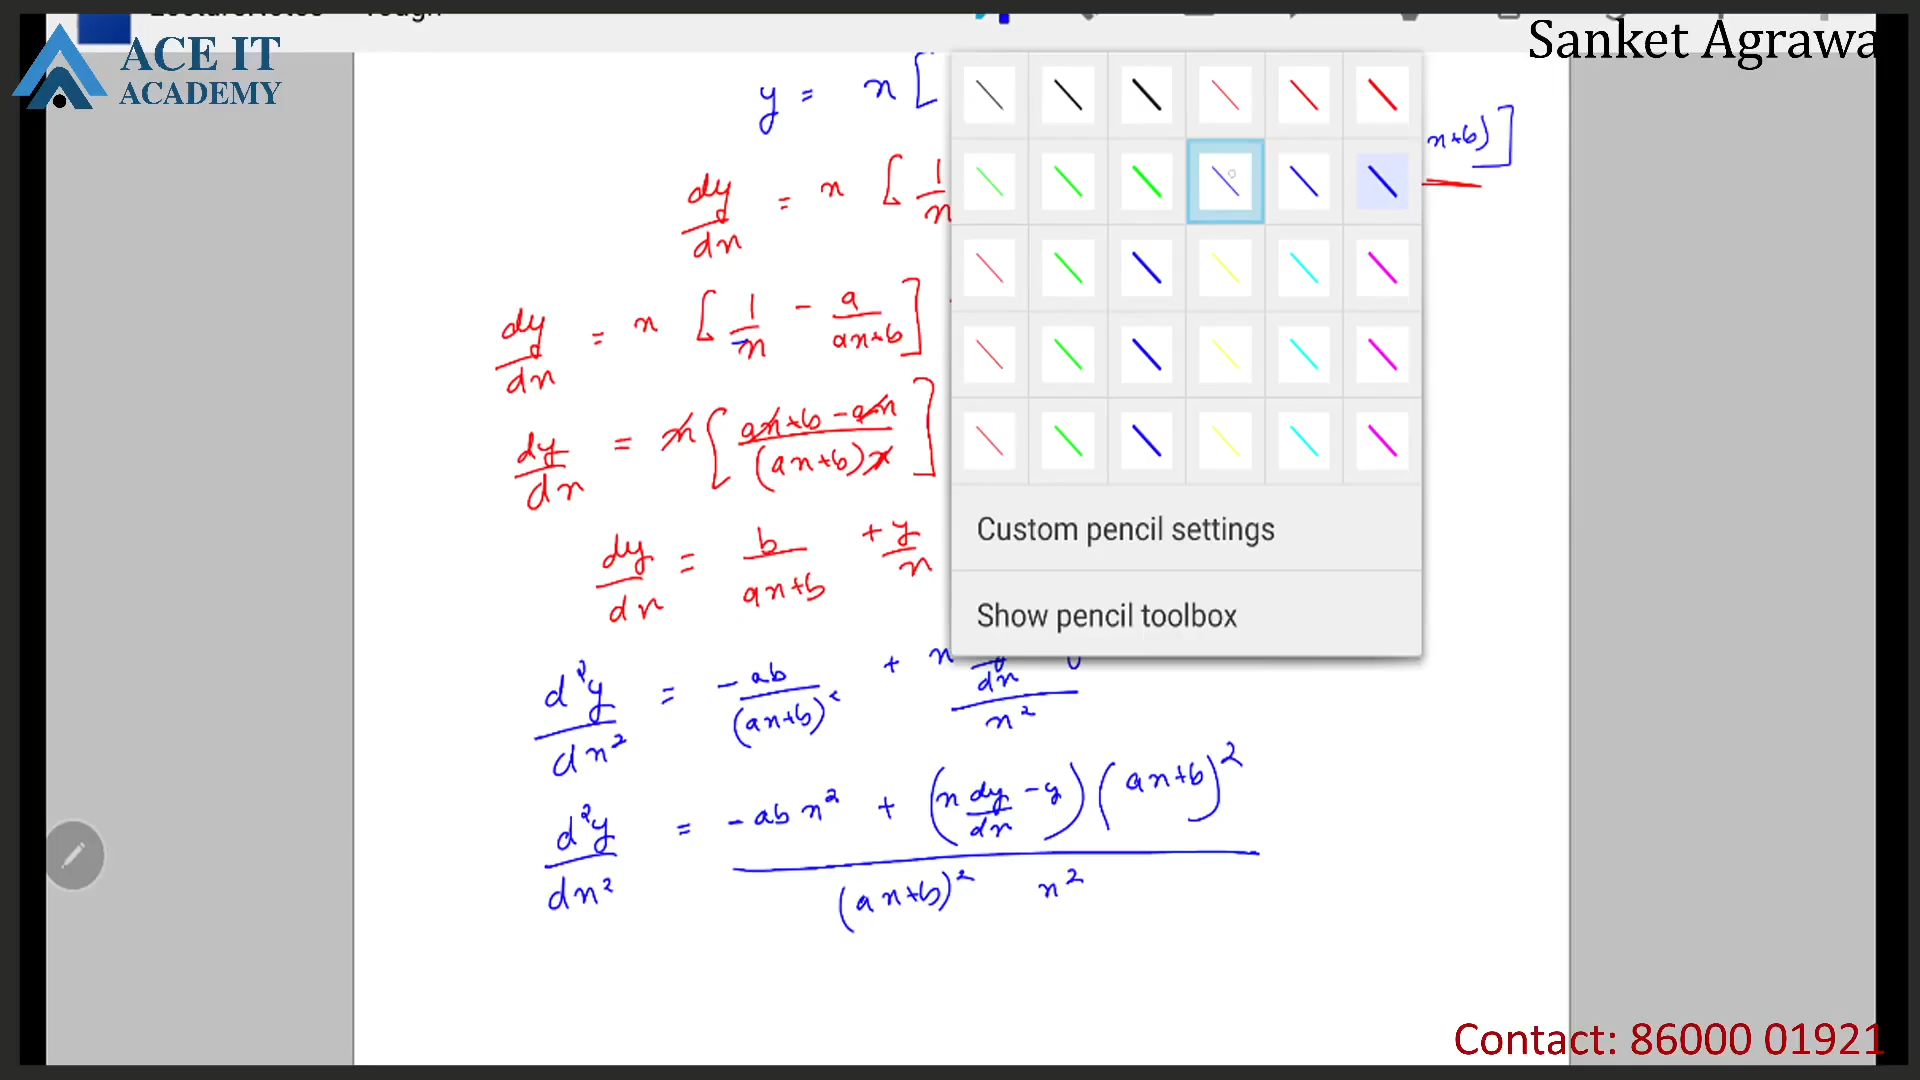 ACE IT
ACADEMY
Sanket Agrawa
y = x [
x+b) ]
dy/dx = x [ 1/x
dy/dx = x [ 1/x - a/ax+b ]
dy/dx = x [ ax+b-ax / (ax+b)x ]
dy/dx = b/ax+b + y/x
Custom pencil settings
Show pencil toolbox
d²y/dx² = -ab/(ax+b)² + x dx / x²
d²y/dx² = -abx² + (x dy/dx - y)(ax+b)² / (ax+b)² x²
Contact: 86000 01921